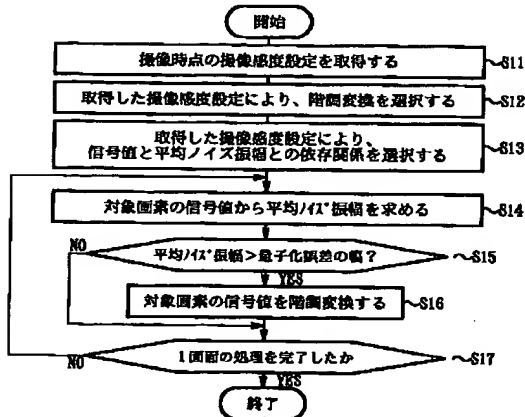 開始
撮像時点の撮像感度設定を取得する
S11
取得した撮像感度設定により、階調変換を選択する
S12
取得した撮像感度設定により、
信号値と平均ノイズ振幅との依存関係を選択する
S13
対象画素の信号値から平均ノイズ振幅を求める
S14
平均ノイズ振幅>量子化誤差の幅?
S15
NO
YES
対象画素の信号値を階調変換する
S16
1画面の処理を完了したか
S17
NO
YES
終了